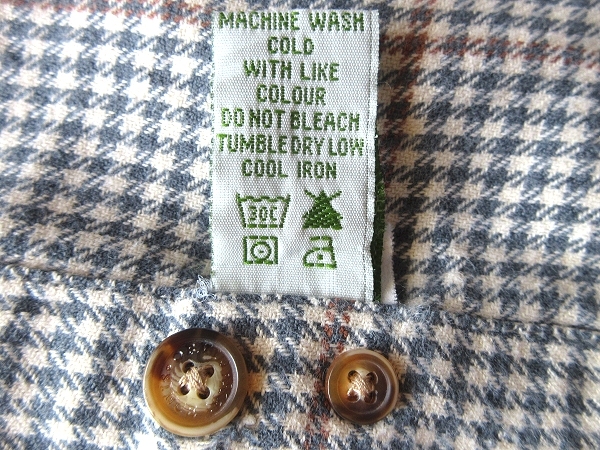 MACHINE WASH
COLD
WITH LIKE
COLOUR
DO NOT BLEACH
TUMBLE DRY LOW
COOL IRON
30C